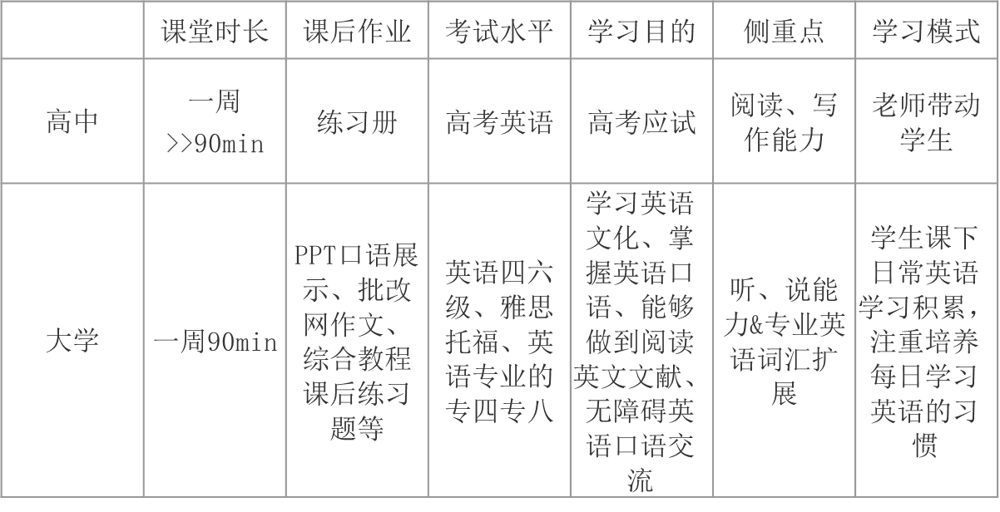 课堂时长 课后作业 考试水平 学习目的 侧重点 学习模式
高中
一周
>>90min
练习册
高考英语
高考应试
阅读、写
作能力
老师带动
学生
大学
一周90min
PPT口语展
示、批改
网作文、
综合教程
课后练习
题等
英语四六
级、雅思
托福、英
语专业的
专四专八
学习英语
文化、掌
握英语口
语、能够
做到阅读
英文文献、
无障碍英
语口语交
流
听、说能
力&专业英
语词汇扩
展
学生课下
日常英语
学习积累，
注重培养
每日学习
英语的习
惯